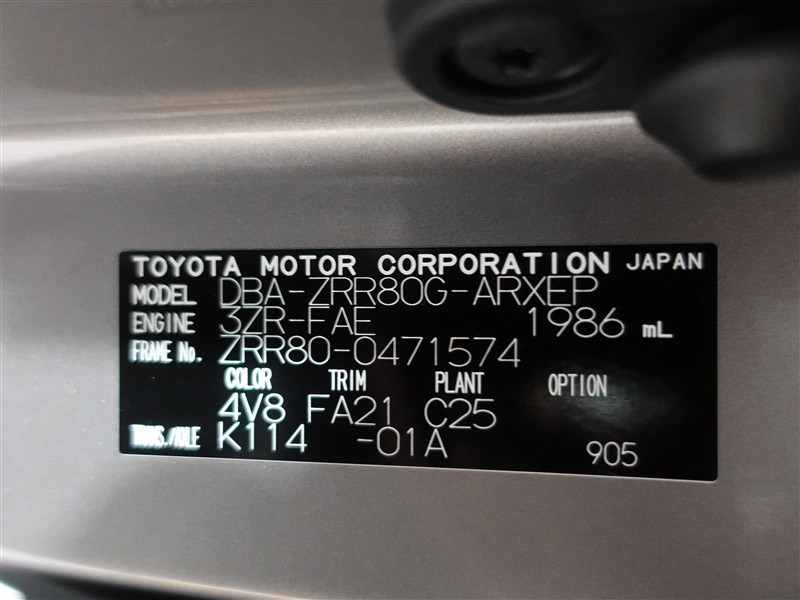 TOYOTA MOTOR CORPORATION JAPAN
MODEL DBA-ZRR80G-ARXEP
ENGINE 3ZR-FAE 1986 mL
FRAME No. ZRR80-0471574
COLOR TRIM PLANT OPTION
4V8 FA21 C25
TRANS./AXLE K114 -01A 905